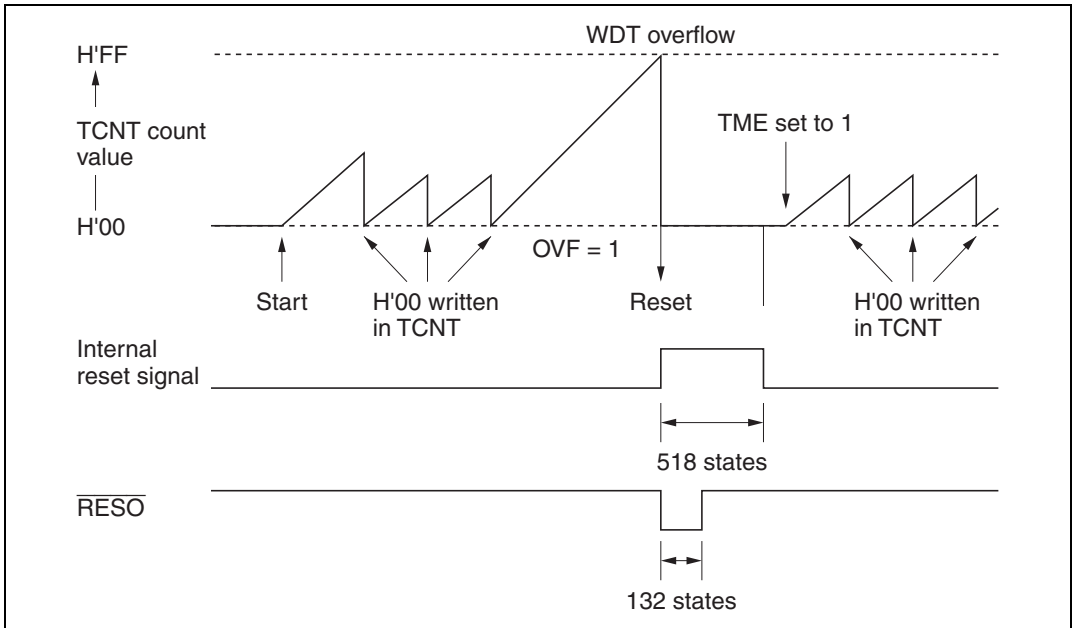 WDT overflow
H'FF
TCNT count
value
TME set to 1
H'00
OVF = 1
Start
H'00 written
in TCNT
Reset
H'00 written
in TCNT
Internal
reset signal
518 states
RESO
132 states